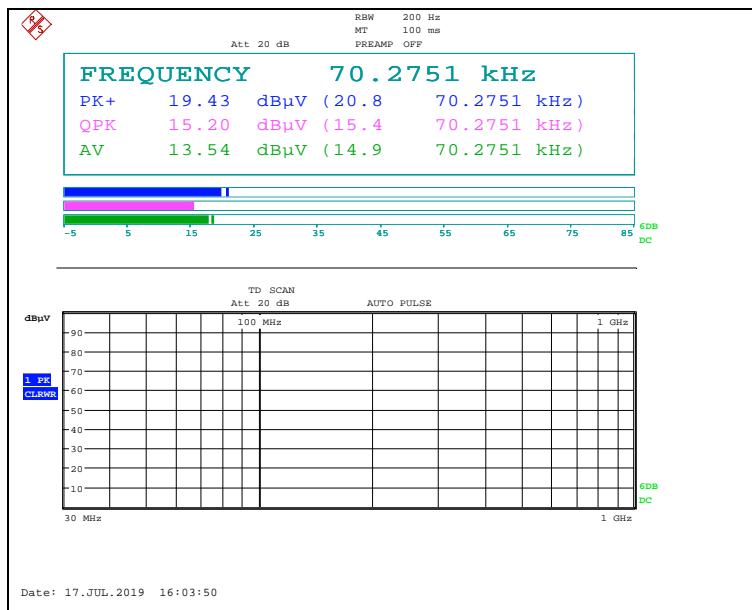 R S
RBW 200 Hz
MT 100 ms
Att 20 dB PREAMP OFF
FREQUENCY 70.2751 kHz
PK+ 19.43 dBµV (20.8 70.2751 kHz)
QPK 15.20 dBµV (15.4 70.2751 kHz)
AV 13.54 dBµV (14.9 70.2751 kHz)
-5 5 15 25 35 45 55 65 75 85
6DB
DC
TD SCAN
Att 20 dB AUTO PULSE
dBµV
100 MHz 1 GHz
90
80
70
1 PK
CLRWR
60
50
40
30
20
10
6DB
DC
30 MHz 1 GHz
Date: 17.JUL.2019 16:03:50